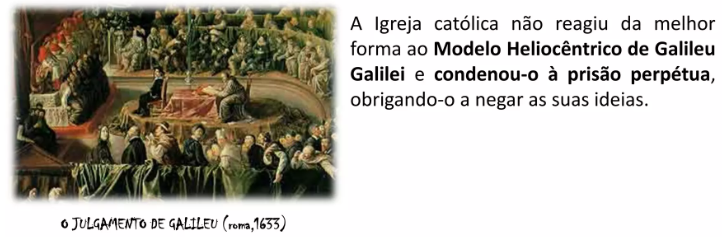 A Igreja católica não reagiu da melhor
forma ao Modelo Heliocêntrico de Galileu
Galilei e condenou-o à prisão perpétua,
obrigando-o a negar as suas ideias.
O JULGAMENTO DE GALILEU (roma,1633)